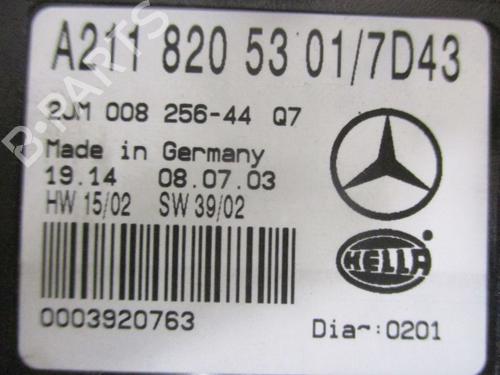 A211 820 53 01/7D43
2JM 008 256-44 Q7
Made in Germany
19.14 08.07.03
HW 15/02 SW 39/02
HELLA
0003920763
Dia~:0201
B-PARTS